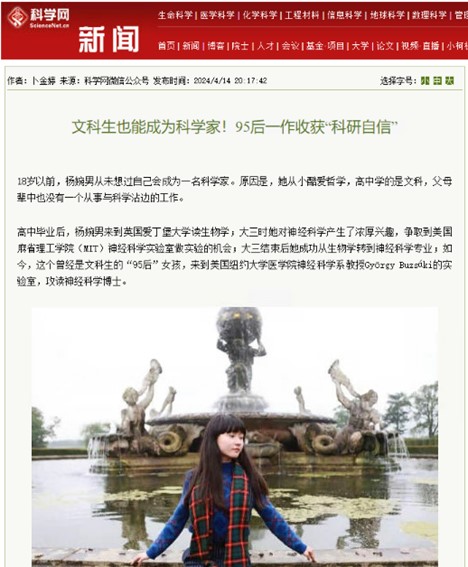 科学网
ScienceNet.cn
新闻
生命科学 | 医学科学 | 化学科学 | 工程材料 | 信息科学 | 地球科学 | 数理科学 |
首页 | 新闻 | 博客 | 院士 | 人才 | 会议 | 基金·项目 | 大学 | 论文 | 视频·直播 | 小柯
作者:卜金婷 来源:科学网微信公众号 发布时间:2024/4/14 20:17:42
选择字号:小 中 大
文科生也能成为科学家!95后一作收获“科研自信”
18岁以前,杨婉男从未想过自己会成为一名科学家。原因是,她从小酷爱哲学,高中学的是文科,父母
辈中也没有一个从事与科学沾边的工作。
高中毕业后,杨婉男来到英国爱丁堡大学读生物学;大三时她对神经科学产生了浓厚兴趣,争取到美国
麻省理工学院(MIT)神经科学实验室做实验的机会;大三结束后她成功从生物学转到神经科学专业;如
今,这个曾经是文科生的“95后”女孩,来到美国纽约大学医学院神经科学系教授György Buzsáki的实
验室,攻读神经科学博士。